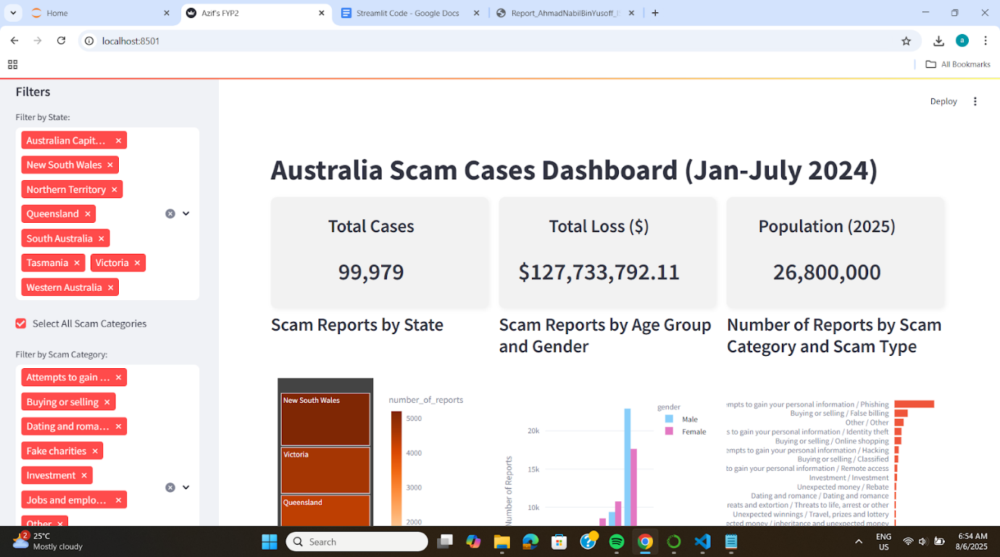 Home
Azif's FYP2
Streamlit Code - Google Docs
Report_AhmadNabilBinYusoff_
localhost:8501
All Bookmarks
Filters
Filter by State:
Australian Capit...
New South Wales
Northern Territory
Queensland
South Australia
Tasmania Victoria
Western Australia
Select All Scam Categories
Filter by Scam Category:
Attempts to gain ...
Buying or selling
Dating and roma...
Fake charities
Investment
Jobs and emplo...
Other
Deploy
Australia Scam Cases Dashboard (Jan-July 2024)
Total Cases
99,979
Total Loss ($)
$127,733,792.11
Population (2025)
26,800,000
Scam Reports by State
New South Wales
Victoria
Queensland
number_of_reports
5000
4000
3000
2000
Scam Reports by Age Group
and Gender
Number of Reports
20k
15k
10k
gender
Male
Female
Number of Reports by Scam
Category and Scam Type
mpts to gain your personal information / Phishing
Buying or selling / False billing
Other / Other
s to gain your personal information / Identity theft
Buying or selling / Online shopping
empts to gain your personal information / Hacking
Buying or selling / Classified
to gain your personal information / Remote access
Investment / Investment
Unexpected money / Rebate
Dating and romance / Dating and romance
reats and extortion / Threats to life, arrest or other
Unexpected winnings / Travel, prizes and lottery
ected money / inheritance and unexpected money
2
25°C
Mostly cloudy
Search
ENG
US
6:54 AM
8/6/2025